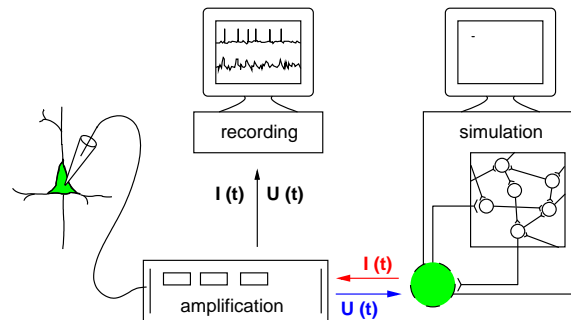 recording
simulation
I (t) U (t)
I (t)
amplification
U (t)